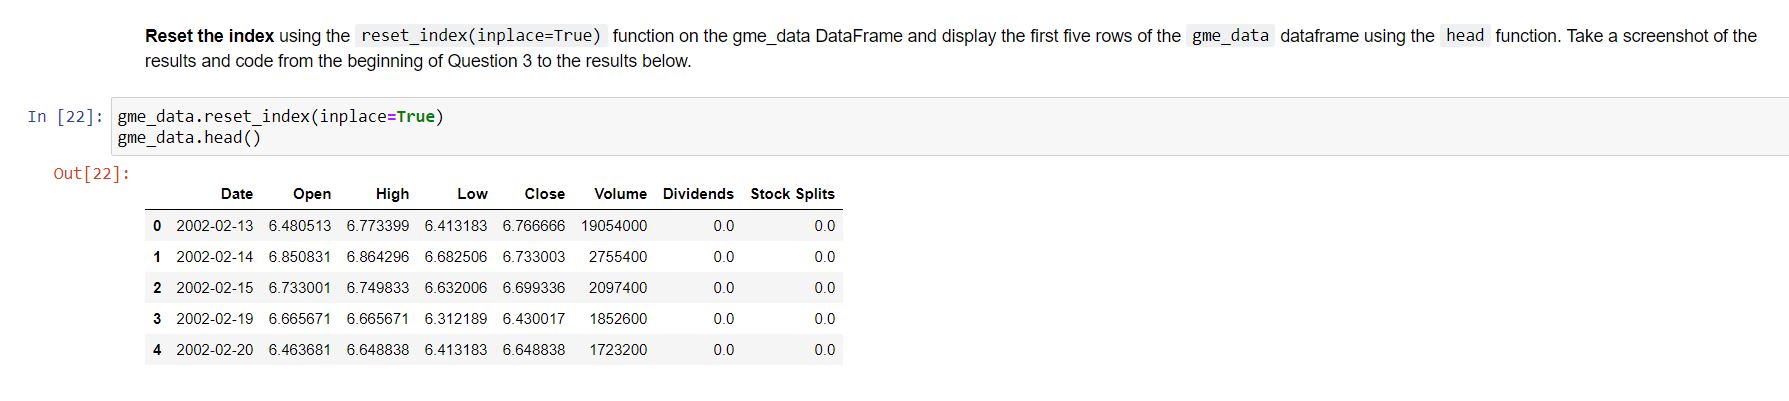 Reset the index using the reset_index(inplace=True) function on the gme_data DataFrame and display the first five rows of the gme_data dataframe using the head function. Take a screenshot of the
results and code from the beginning of Question 3 to the results below.
In [22]: gme_data.reset_index(inplace=True)
gme_data.head()
Out[22]:
Date Open High Low Close Volume Dividends Stock Splits
0 2002-02-13 6.480513 6.773399 6.413183 6.766666 19054000 0.0 0.0
1 2002-02-14 6.850831 6.864296 6.682506 6.733003 2755400 0.0 0.0
2 2002-02-15 6.733001 6.749833 6.632006 6.699336 2097400 0.0 0.0
3 2002-02-19 6.665671 6.665671 6.312189 6.430017 1852600 0.0 0.0
4 2002-02-20 6.463681 6.648838 6.413183 6.648838 1723200 0.0 0.0